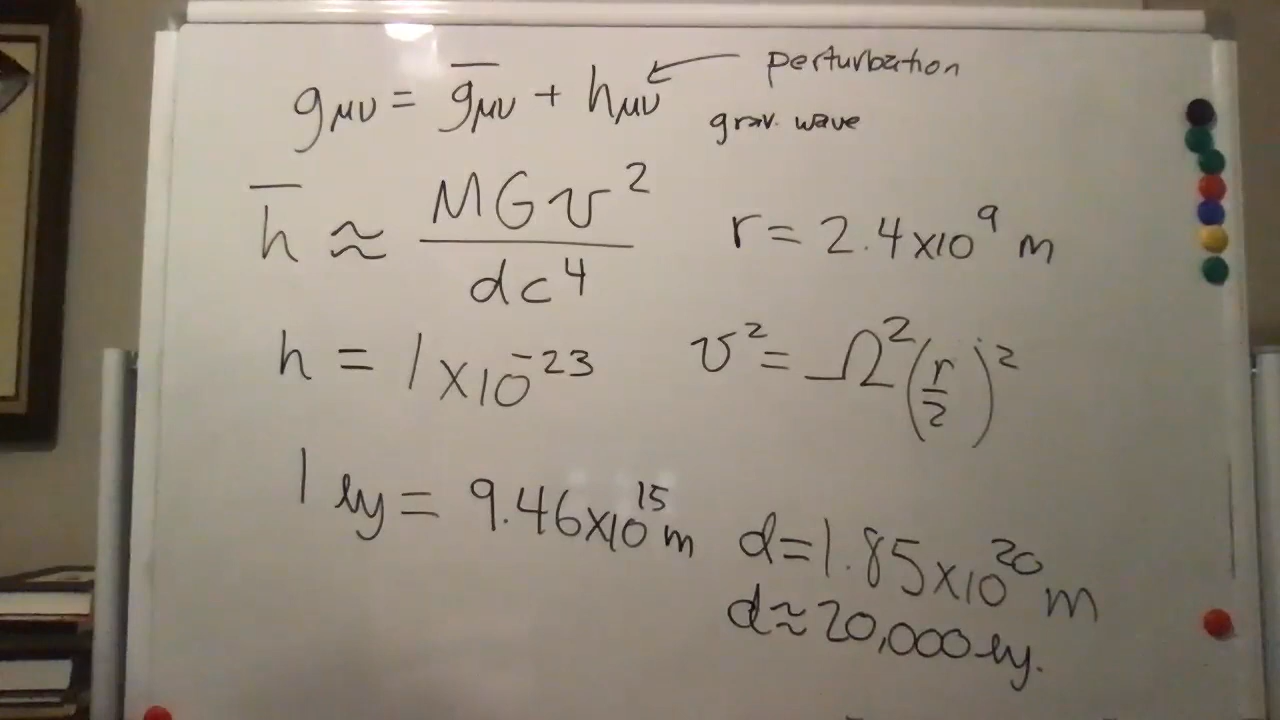 gμν = g̅μν + hμν ← perturbation
grav. wave
h̅ ≈ MGv²/dc⁴
r = 2.4×10⁹ m
h = 1×10⁻²³
v² = Ω²(r/2)²
1 ly = 9.46×10¹⁵ m
d=1.85×10²⁰ m
d≈20,000 ly.